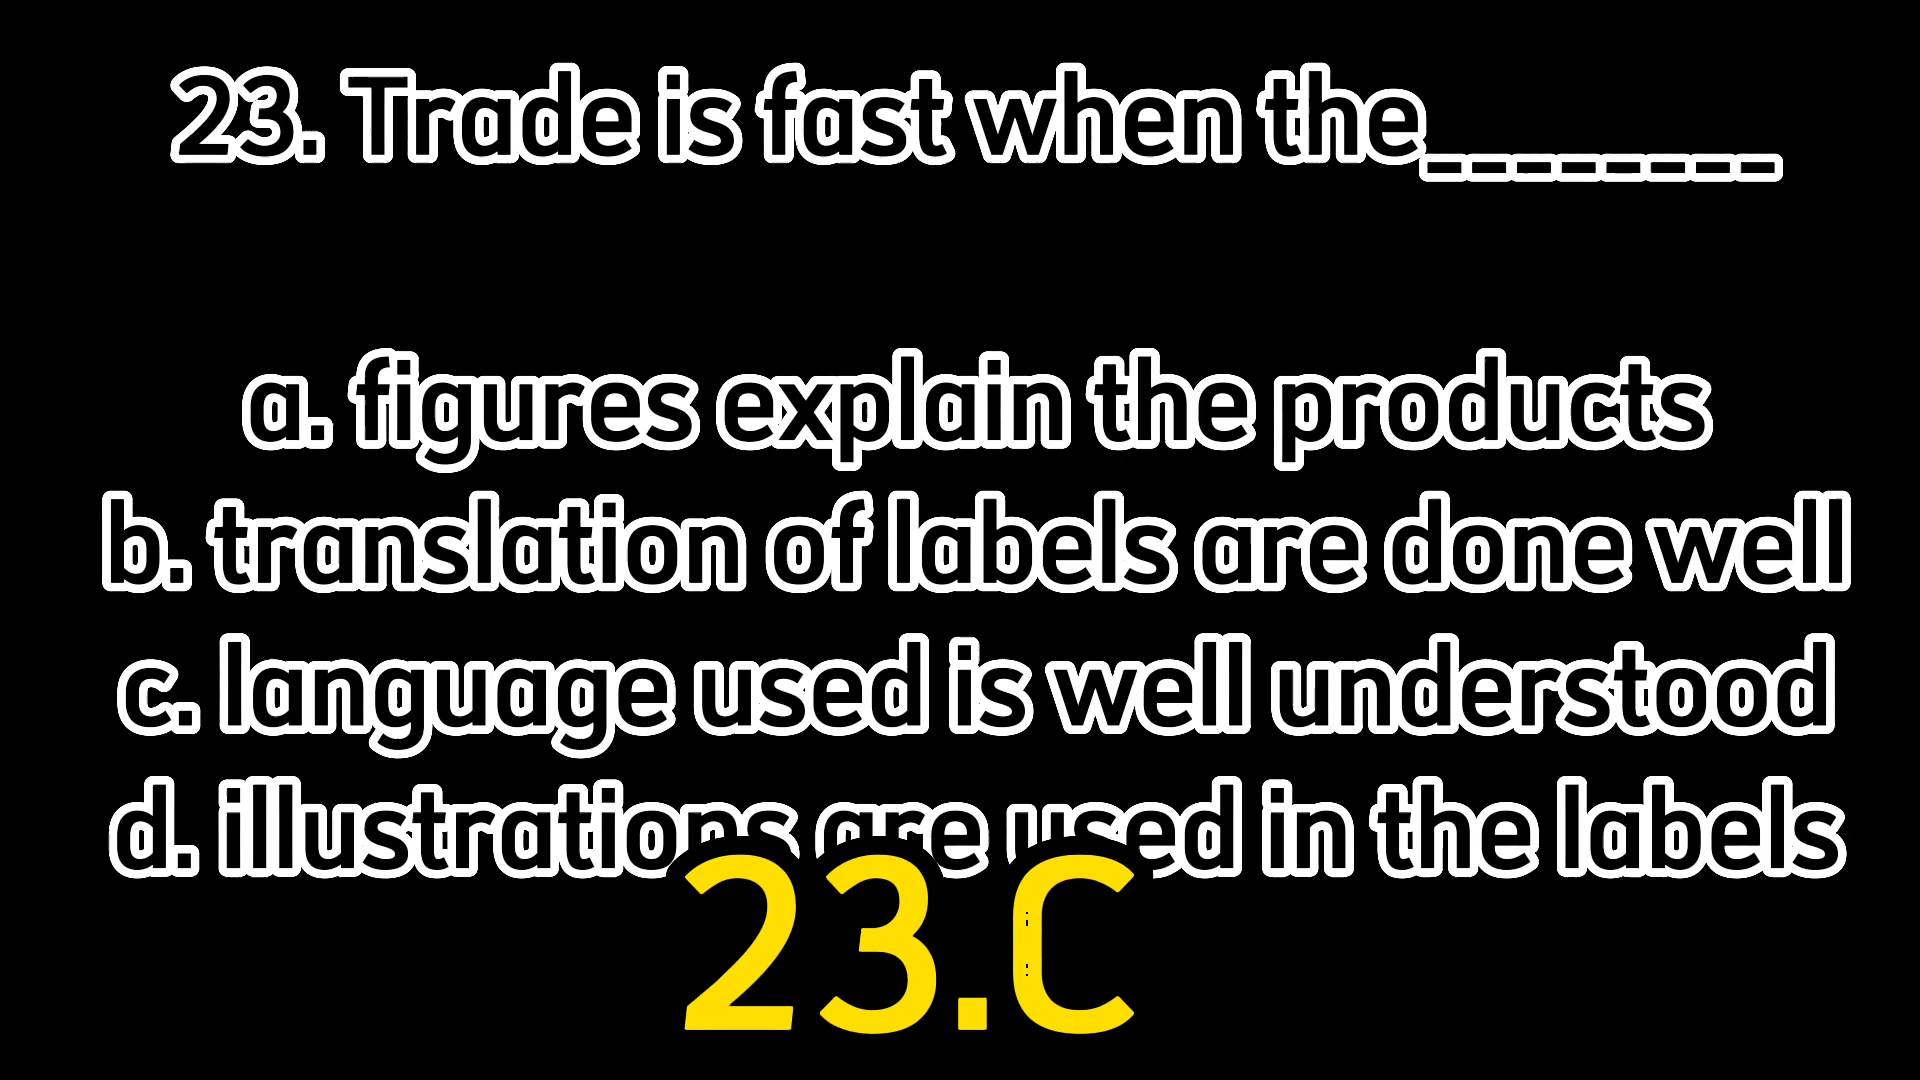 23. Trade is fast when the________
a. figures explain the products
b. translation of labels are done well
c. language used is well understood
d. illustrations are used in the labels
23.C